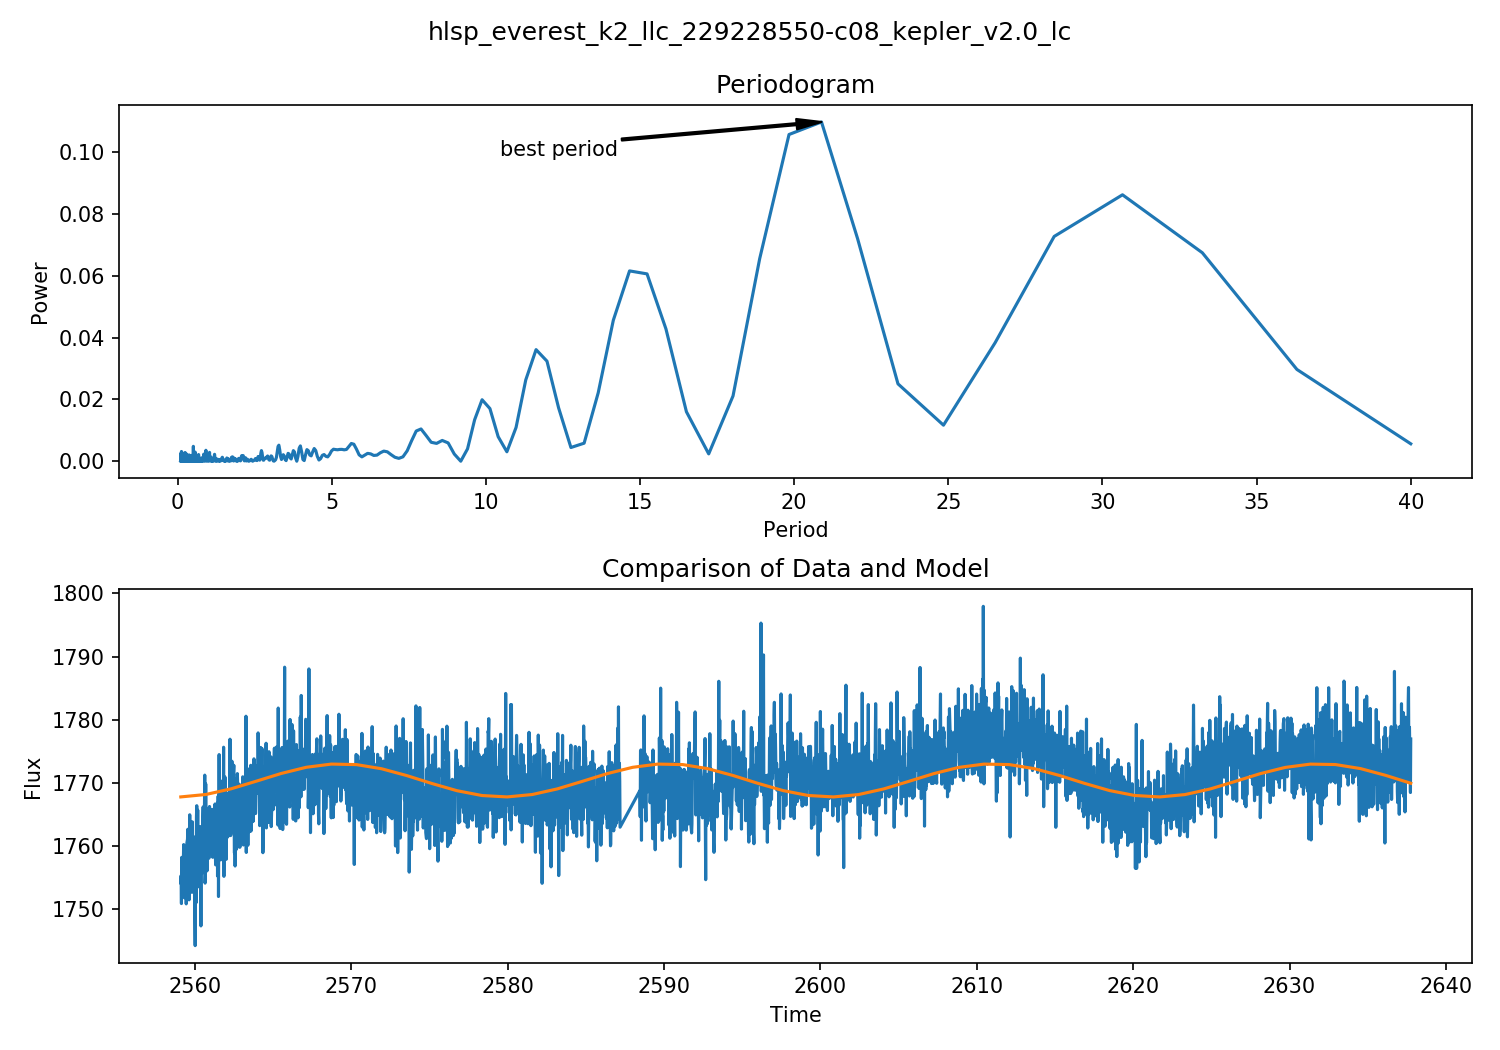 hlsp_everest_k2_llc_229228550-c08_kepler_v2.0_lc
Periodogram
best period
0.10
0.08
0.06
0.04
0.02
0.00
Power
0 5 10 15 20 25 30 35 40
Period
Comparison of Data and Model
1800
1790
1780
1770
1760
1750
Flux
2560 2570 2580 2590 2600 2610 2620 2630 2640
Time